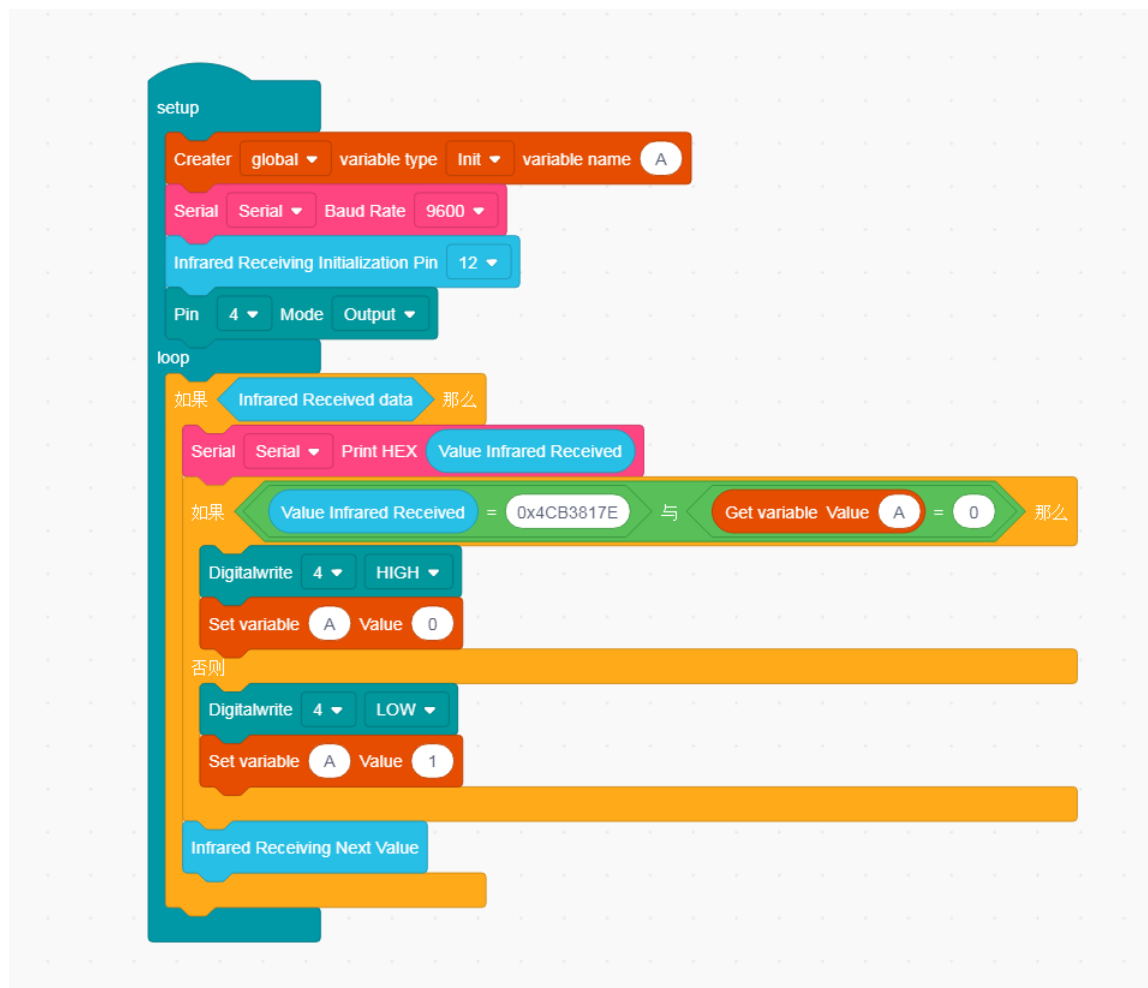 setup
Creater global variable type Init variable name A
Serial Serial Baud Rate 9600
Infrared Receiving Initialization Pin 12
Pin 4 Mode Output
loop
如果 Infrared Received data 那么
Serial Serial Print HEX Value Infrared Received
如果 Value Infrared Received = 0x4CB3817E 与 Get variable Value A = 0 那么
Digitalwrite 4 HIGH
Set variable A Value 0
否则
Digitalwrite 4 LOW
Set variable A Value 1
Infrared Receiving Next Value